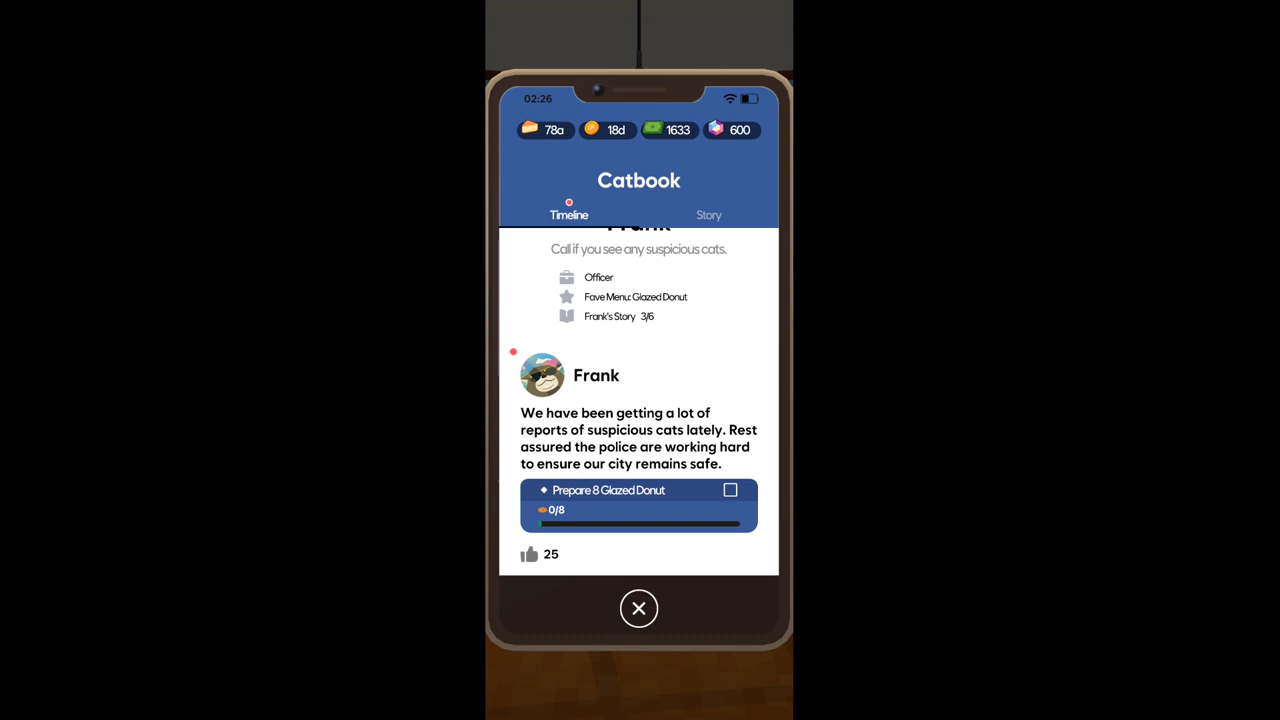 02:26
78a 18d 1633 600
Catbook
Timeline Story
Frank
Call if you see any suspicious cats.
Officer
Fave Menu: Glazed Donut
Frank's Story 3/6
Frank
We have been getting a lot of
reports of suspicious cats lately. Rest
assured the police are working hard
to ensure our city remains safe.
Prepare 8 Glazed Donut
0/8
25